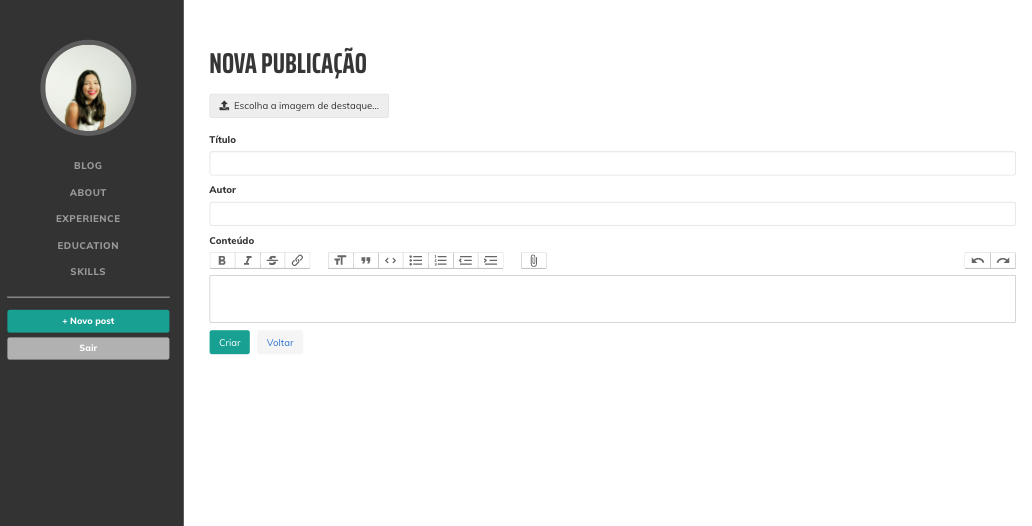 BLOG
ABOUT
EXPERIENCE
EDUCATION
SKILLS
+ Novo post
Sair
NOVA PUBLICAÇÃO
Escolha a imagem de destaque...
Título
Autor
Conteúdo
Criar
Voltar